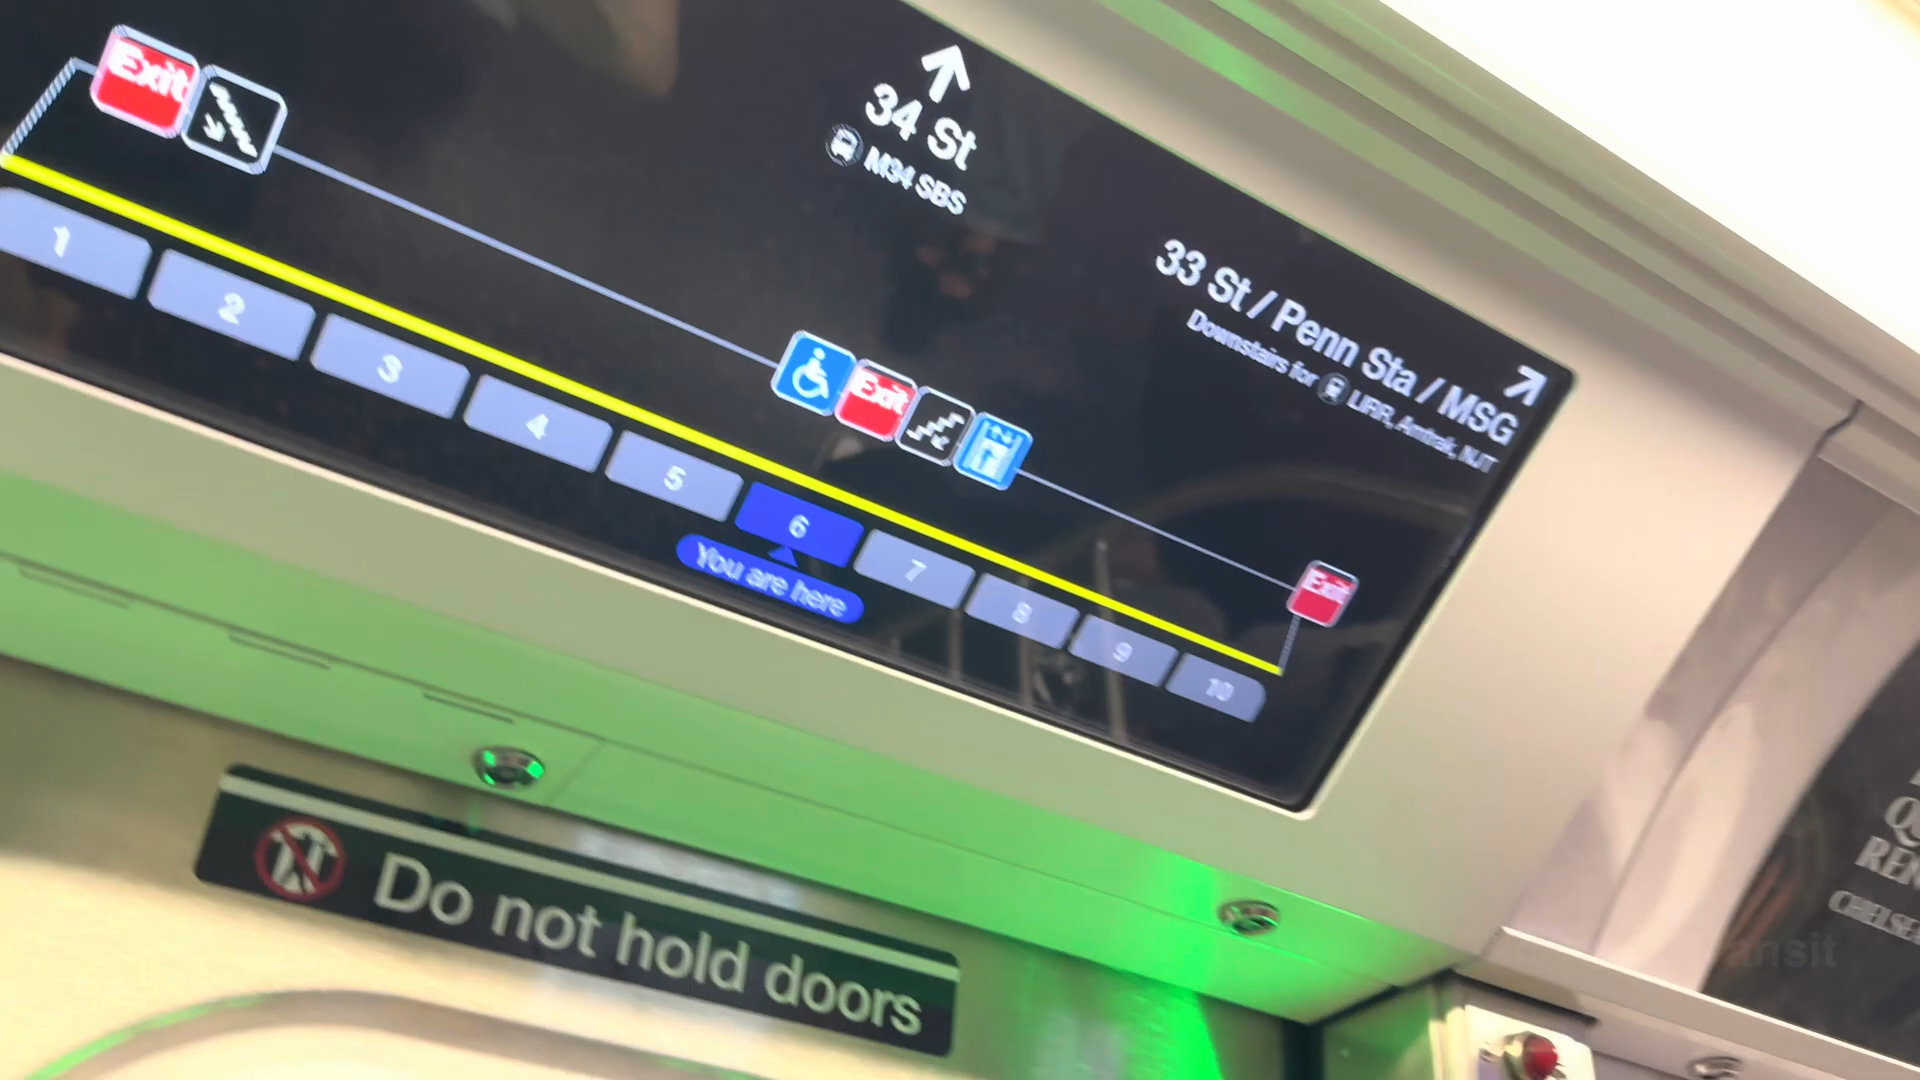 Exit
34 St
M34 SBS
33 St / Penn Sta / MSG
Downstairs for LIRR, Amtrak, NJT
Exit
Exit
1 2 3 4 5 6 7 8 9 10
You are here
Do not hold doors